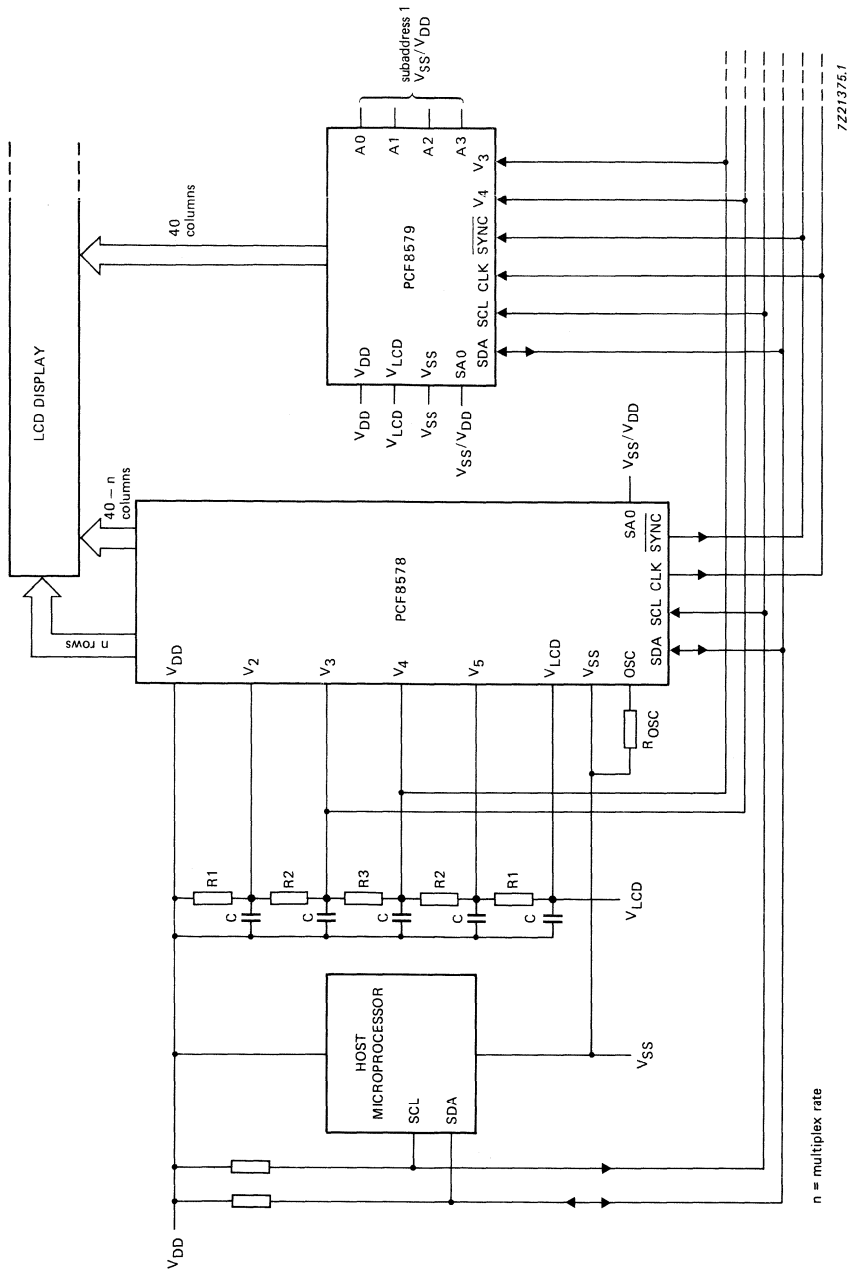 LCD DISPLAY
n rows
40 – n
columns
40
columns
VDD
V2
V3
V4
V5
VLCD
VSS
OSC
PCF8578
SA0
VSS/VDD
SDA
SCL
CLK
SYNC
ROSC
VDD
VLCD
VSS
VSS/VDD
VDD
VLCD
VSS
SA0
PCF8579
A0
A1
A2
A3
subaddress 1
VSS/VDD
SDA
SCL
CLK
SYNC
V4
V3
VDD
R1
R2
R3
R2
R1
C
C
C
C
C
VLCD
HOST
MICROPROCESSOR
SCL
SDA
VSS
n = multiplex rate
7Z21375.1